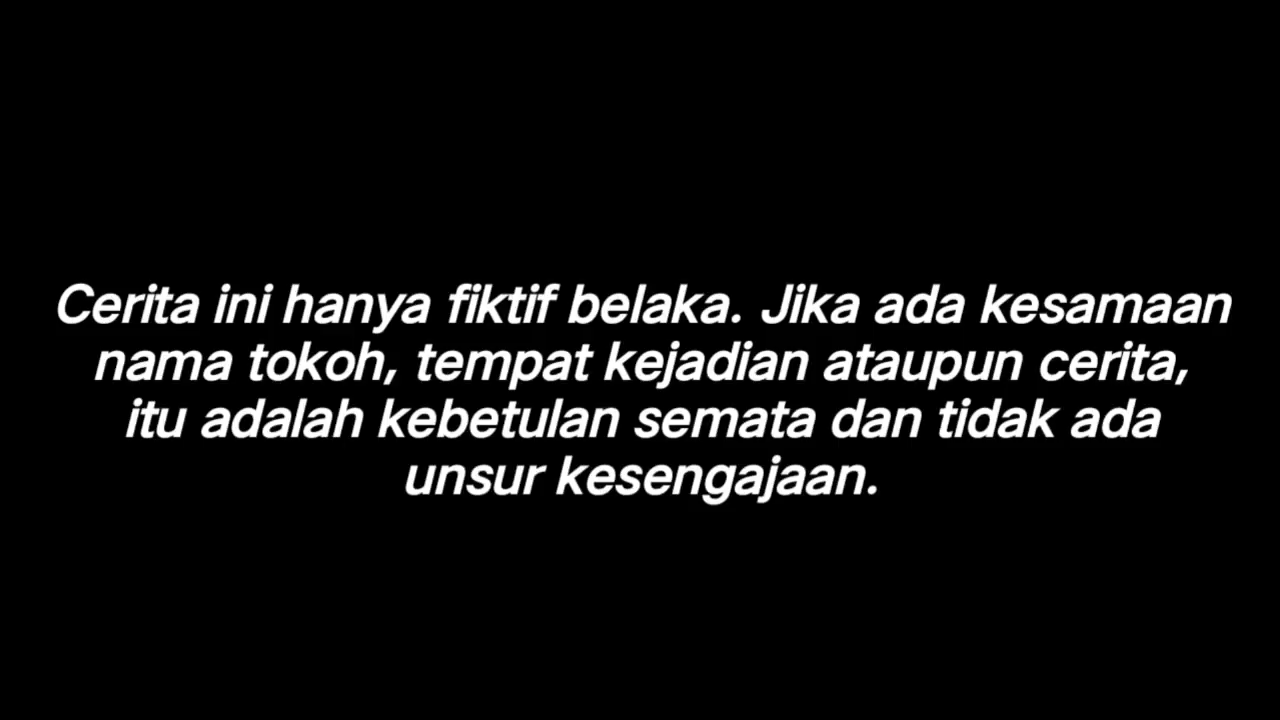 Cerita ini hanya fiktif belaka. Jika ada kesamaan
nama tokoh, tempat kejadian ataupun cerita,
itu adalah kebetulan semata dan tidak ada
unsur kesengajaan.